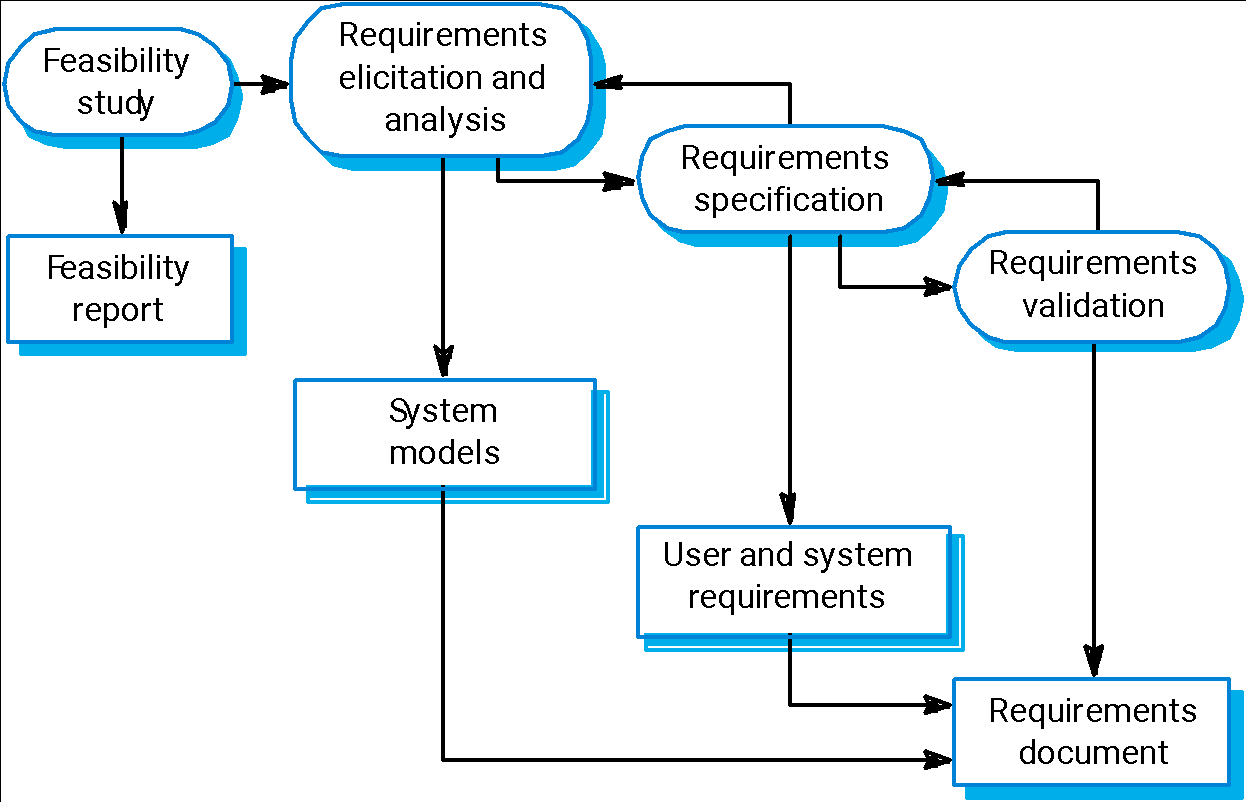 Feasibility
study
Requirements
elicitation and
analysis
Requirements
specification
Requirements
validation
Feasibility
report
System
models
User and system
requirements
Requirements
document